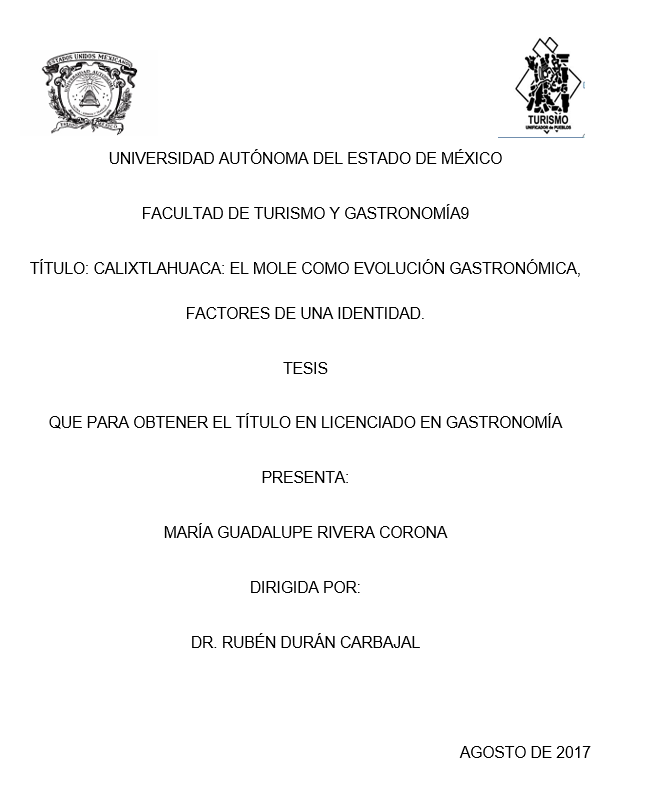 ESTADOS UNIDOS MEXICANOS
TURISMO
UNIFICADOR de PUEBLOS
UNIVERSIDAD AUTÓNOMA DEL ESTADO DE MÉXICO
FACULTAD DE TURISMO Y GASTRONOMÍA9
TÍTULO: CALIXTLAHUACA: EL MOLE COMO EVOLUCIÓN GASTRONÓMICA,
FACTORES DE UNA IDENTIDAD.
TESIS
QUE PARA OBTENER EL TÍTULO EN LICENCIADO EN GASTRONOMÍA
PRESENTA:
MARÍA GUADALUPE RIVERA CORONA
DIRIGIDA POR:
DR. RUBÉN DURÁN CARBAJAL
AGOSTO DE 2017